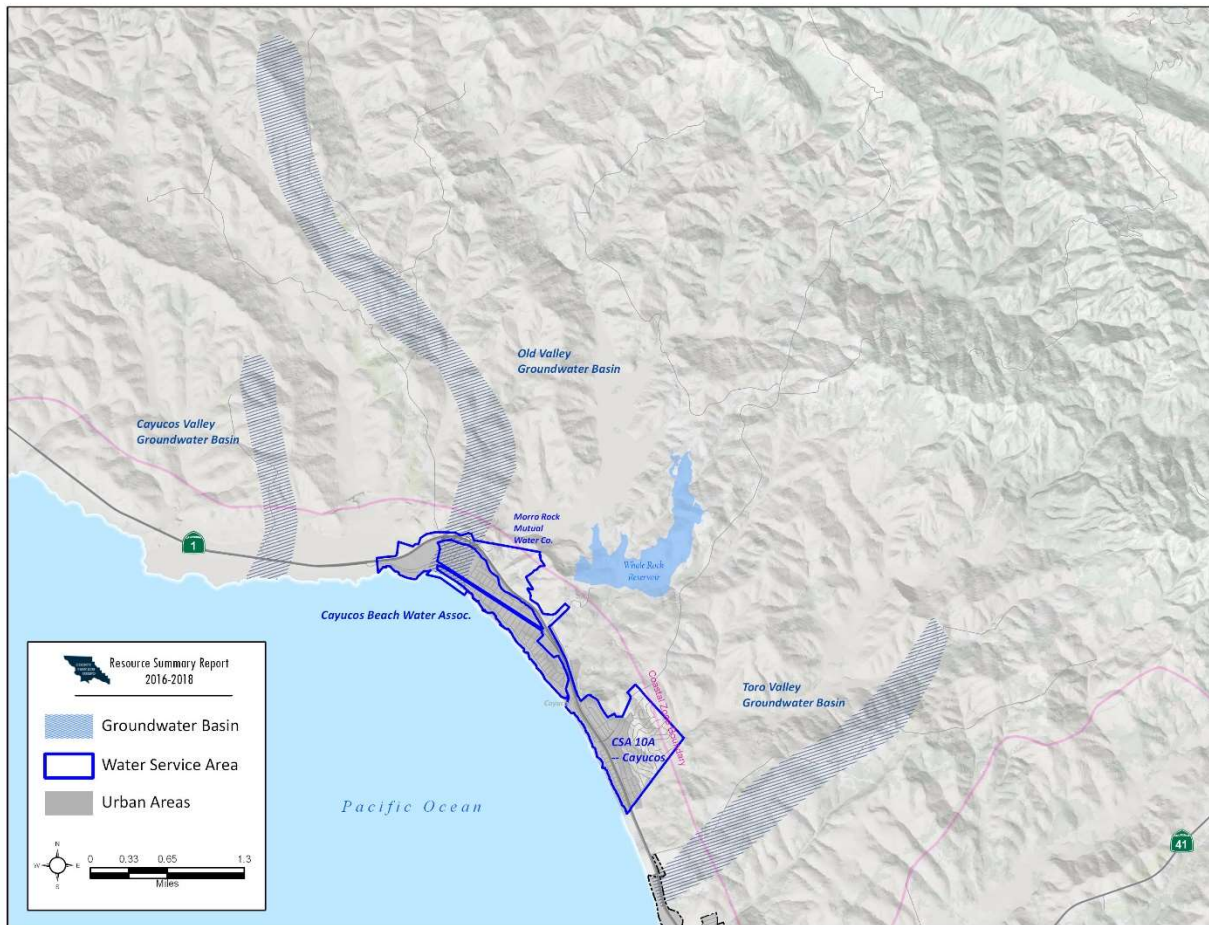 Old Valley
Groundwater Basin
Cayucos Valley
Groundwater Basin
Morro Rock
Mutual
Water Co.
1
Whale Rock
Reservoir
Cayucos Beach Water Assoc.
Toro Valley
Groundwater Basin
Coastal Zone Boundary
CSA 10A
-- Cayucos
Pacific Ocean
41
Resource Summary Report
2016-2018
Groundwater Basin
Water Service Area
Urban Areas
N
W
E
S
0 0.33 0.65 1.3
Miles